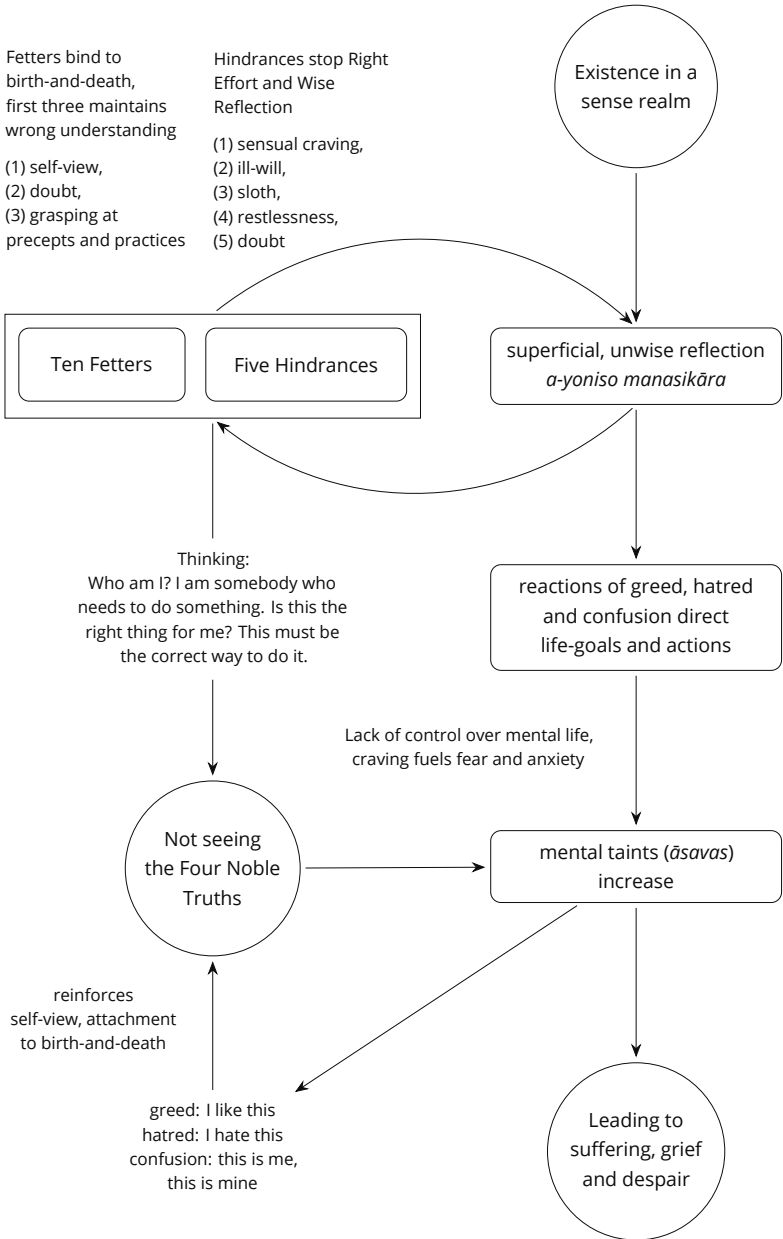 Fetters bind to
birth-and-death,
first three maintains
wrong understanding
(1) self-view,
(2) doubt,
(3) grasping at
precepts and practices
Hindrances stop Right
Effort and Wise
Reflection
(1) sensual craving,
(2) ill-will,
(3) sloth,
(4) restlessness,
(5) doubt
Existence in a
sense realm
Ten Fetters
Five Hindrances
superficial, unwise reflection
a-yoniso manasikāra
Thinking:
Who am I? I am somebody who
needs to do something. Is this the
right thing for me? This must be
the correct way to do it.
reactions of greed, hatred
and confusion direct
life-goals and actions
Lack of control over mental life,
craving fuels fear and anxiety
Not seeing
the Four Noble
Truths
mental taints (āsavas)
increase
reinforces
self-view, attachment
to birth-and-death
greed: I like this
hatred: I hate this
confusion: this is me,
this is mine
Leading to
suffering, grief
and despair